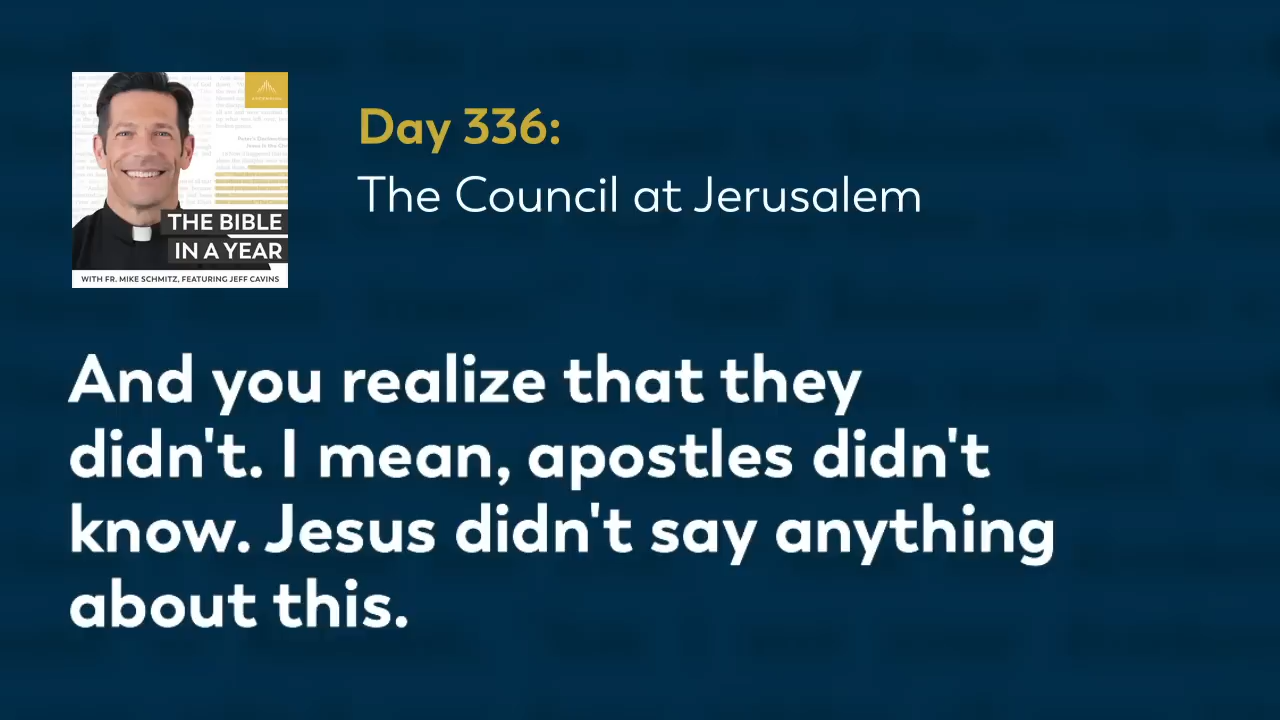 Day 336:
The Council at Jerusalem
THE BIBLE
IN A YEAR
WITH FR. MIKE SCHMITZ, FEATURING JEFF CAVINS
And you realize that they
didn't. I mean, apostles didn't
know. Jesus didn't say anything
about this.